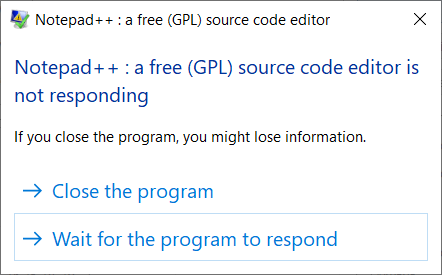 Notepad++ : a free (GPL) source code editor
Notepad++ : a free (GPL) source code editor is
not responding
If you close the program, you might lose information.
Close the program
Wait for the program to respond